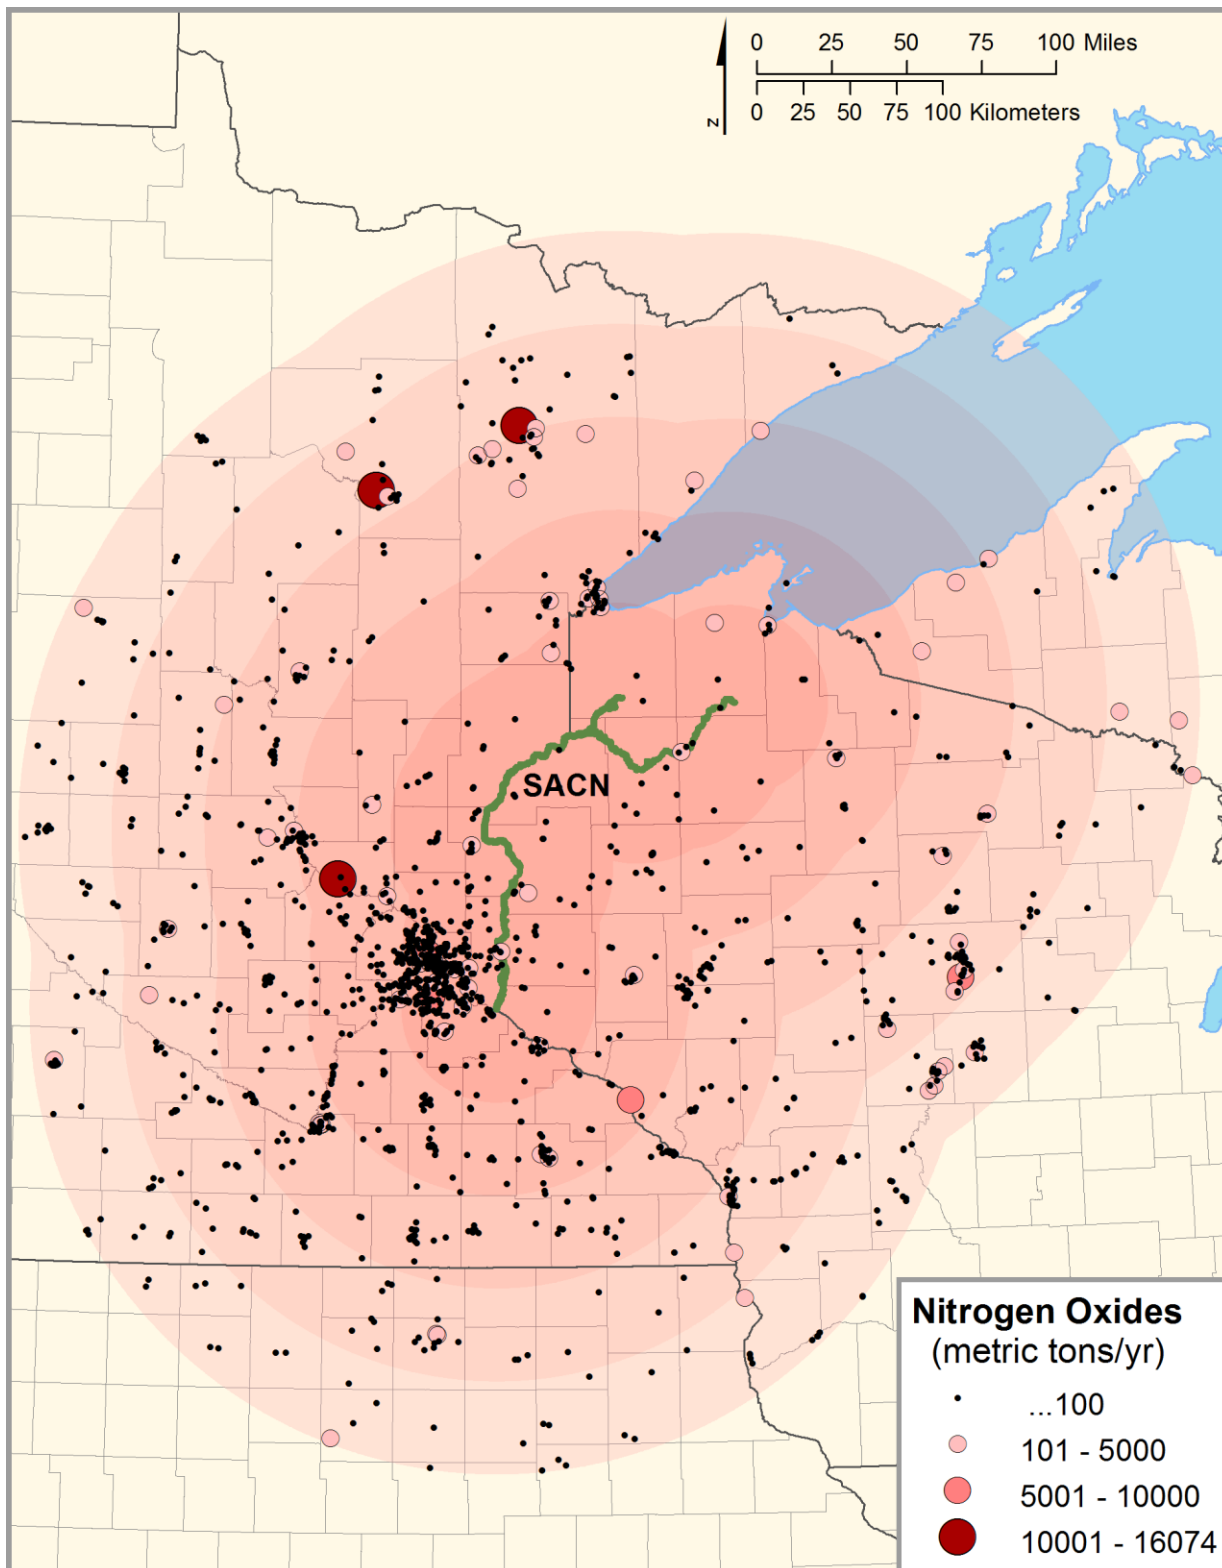 0 25 50 75 100 Miles
0 25 50 75 100 Kilometers
N
SACN
Nitrogen Oxides
(metric tons/yr)
...100
101 - 5000
5001 - 10000
10001 - 16074